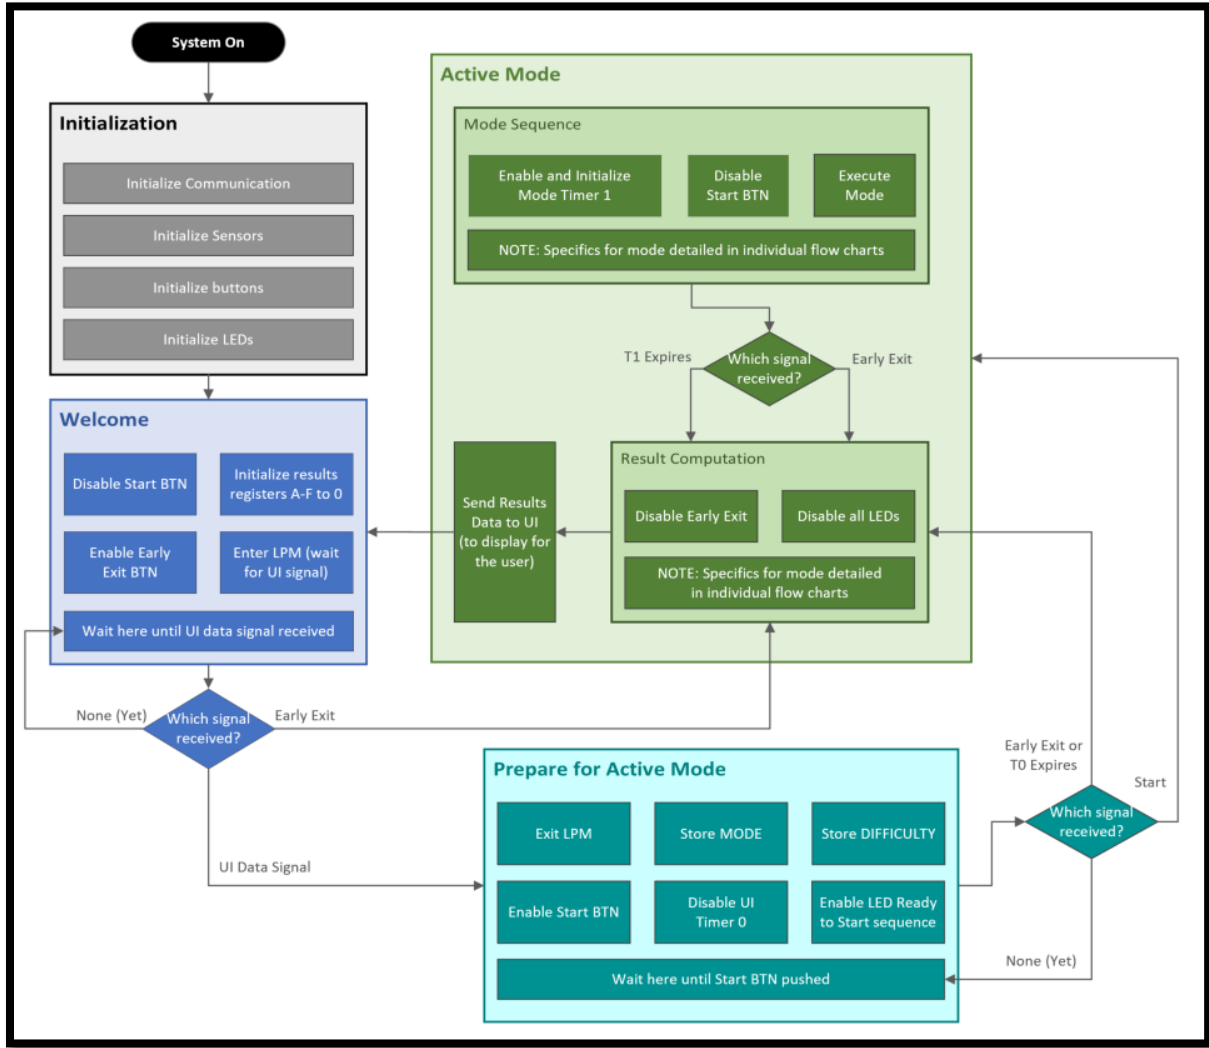 System On
Initialization
Initialize Communication
Initialize Sensors
Initialize buttons
Initialize LEDs
Welcome
Disable Start BTN
Initialize results
registers A-F to 0
Enable Early
Exit BTN
Enter LPM (wait
for UI signal)
Wait here until UI data signal received
None (Yet)
Which signal
received?
Early Exit
UI Data Signal
Active Mode
Mode Sequence
Enable and Initialize
Mode Timer 1
Disable
Start BTN
Execute
Mode
NOTE: Specifics for mode detailed in individual flow charts
T1 Expires
Which signal
received?
Early Exit
Send Results
Data to UI
(to display for
the user)
Result Computation
Disable Early Exit
Disable all LEDs
NOTE: Specifics for mode detailed
in individual flow charts
Prepare for Active Mode
Exit LPM
Store MODE
Store DIFFICULTY
Enable Start BTN
Disable UI
Timer 0
Enable LED Ready
to Start sequence
Wait here until Start BTN pushed
Early Exit or
T0 Expires
Start
Which signal
received?
None (Yet)